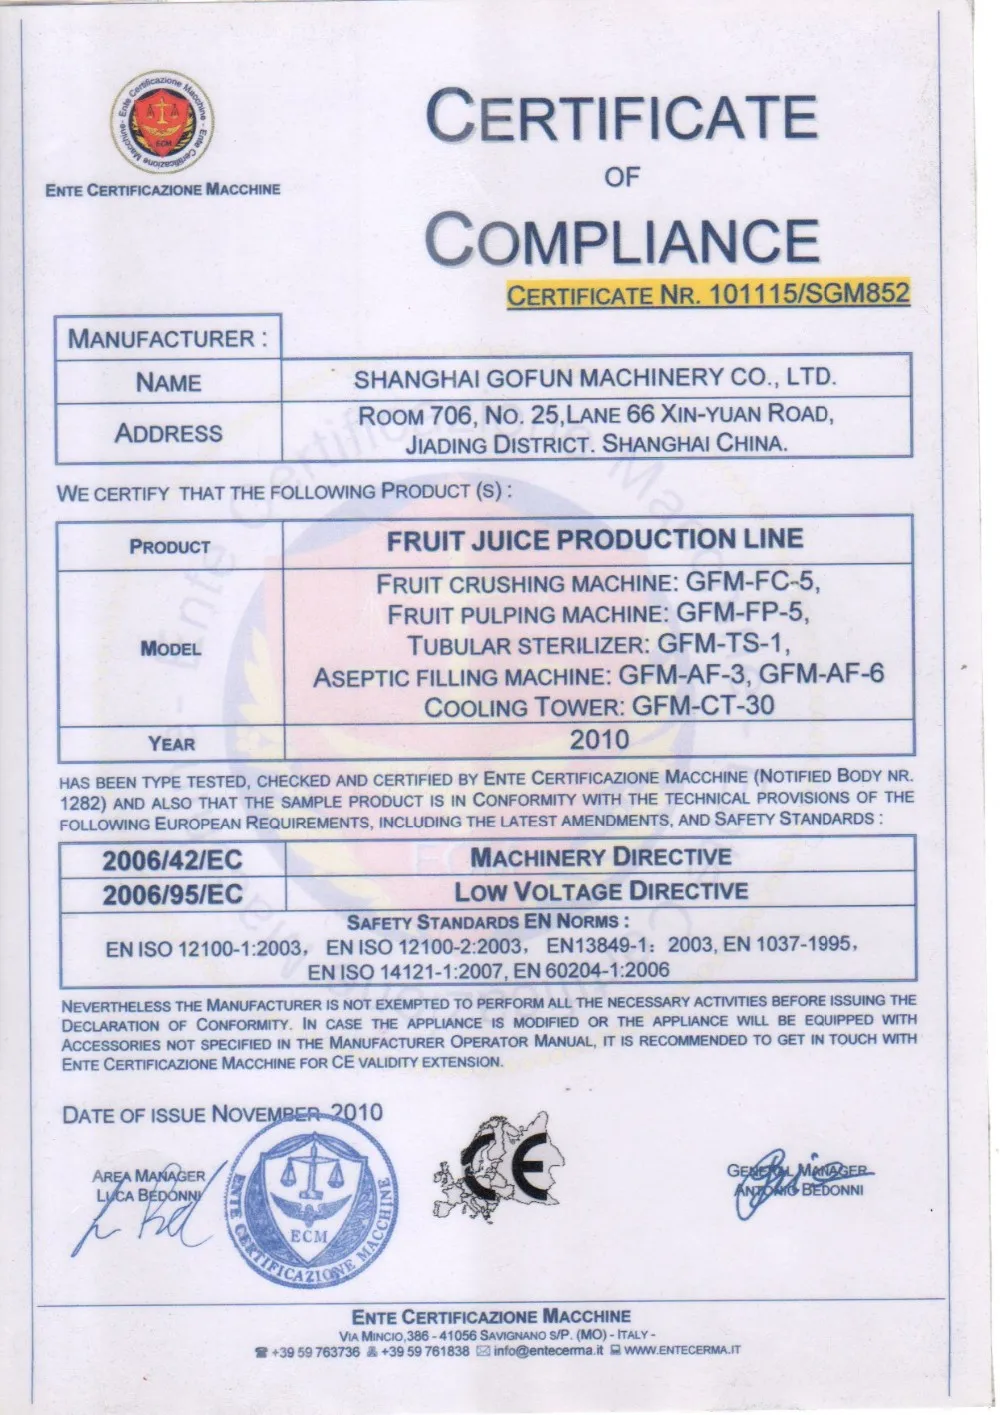 Ente Certificazione Macchine - Ente Certificazione Macchine -
ECM
ENTE CERTIFICAZIONE MACCHINE
CERTIFICATE
OF
COMPLIANCE
CERTIFICATE NR. 101115/SGM852
MANUFACTURER :
NAME
SHANGHAI GOFUN MACHINERY CO., LTD.
ADDRESS
ROOM 706, NO. 25,LANE 66 XIN-YUAN ROAD,
JIADING DISTRICT. SHANGHAI CHINA.
WE CERTIFY THAT THE FOLLOWING PRODUCT (S) :
PRODUCT
FRUIT JUICE PRODUCTION LINE
MODEL
FRUIT CRUSHING MACHINE: GFM-FC-5,
FRUIT PULPING MACHINE: GFM-FP-5,
TUBULAR STERILIZER: GFM-TS-1,
ASEPTIC FILLING MACHINE: GFM-AF-3, GFM-AF-6
COOLING TOWER: GFM-CT-30
YEAR
2010
HAS BEEN TYPE TESTED, CHECKED AND CERTIFIED BY ENTE CERTIFICAZIONE MACCHINE (NOTIFIED BODY NR.
1282) AND ALSO THAT THE SAMPLE PRODUCT IS IN CONFORMITY WITH THE TECHNICAL PROVISIONS OF THE
FOLLOWING EUROPEAN REQUIREMENTS, INCLUDING THE LATEST AMENDMENTS, AND SAFETY STANDARDS :
2006/42/EC
MACHINERY DIRECTIVE
2006/95/EC
LOW VOLTAGE DIRECTIVE
SAFETY STANDARDS EN NORMS :
EN ISO 12100-1:2003, EN ISO 12100-2:2003, EN13849-1: 2003, EN 1037-1995,
EN ISO 14121-1:2007, EN 60204-1:2006
NEVERTHELESS THE MANUFACTURER IS NOT EXEMPTED TO PERFORM ALL THE NECESSARY ACTIVITIES BEFORE ISSUING THE
DECLARATION OF CONFORMITY. IN CASE THE APPLIANCE IS MODIFIED OR THE APPLIANCE WILL BE EQUIPPED WITH
ACCESSORIES NOT SPECIFIED IN THE MANUFACTURER OPERATOR MANUAL, IT IS RECOMMENDED TO GET IN TOUCH WITH
ENTE CERTIFICAZIONE MACCHINE FOR CE VALIDITY EXTENSION.
DATE OF ISSUE NOVEMBER 2010
AREA MANAGER
LUCA BEDONNI
ECM
ENTE CERTIFICAZIONE MACCHINE
CE
GENERAL MANAGER
ANTONIO BEDONNI
ENTE CERTIFICAZIONE MACCHINE
VIA MINCIO,386 - 41056 SAVIGNANO S/P. (MO) - ITALY -
+39 59 763736 +39 59 761838 info@entecerma.it WWW.ENTECERMA.IT